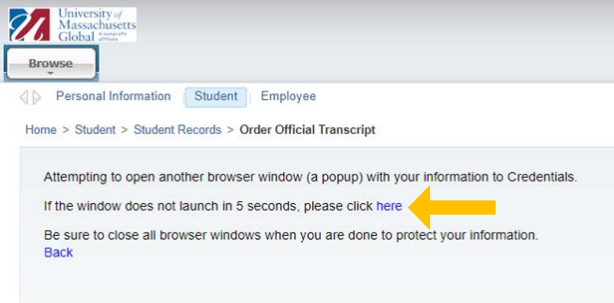 University of
Massachusetts
Global A nonprofit
affiliate
Browse
Personal Information Student Employee
Home > Student > Student Records > Order Official Transcript
Attempting to open another browser window (a popup) with your information to Credentials.
If the window does not launch in 5 seconds, please click here
Be sure to close all browser windows when you are done to protect your information.
Back